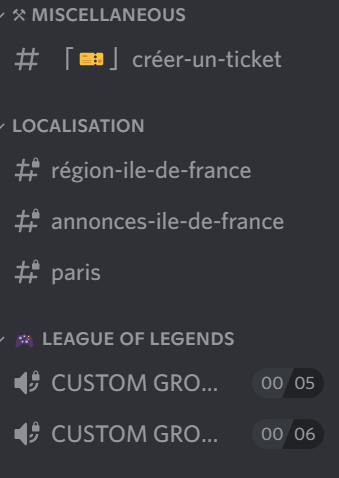 MISCELLANEOUS
# ⎡🎫⎦ créer-un-ticket
LOCALISATION
# région-ile-de-france
# annonces-ile-de-france
# paris
LEAGUE OF LEGENDS
CUSTOM GRO... 00 05
CUSTOM GRO... 00 06